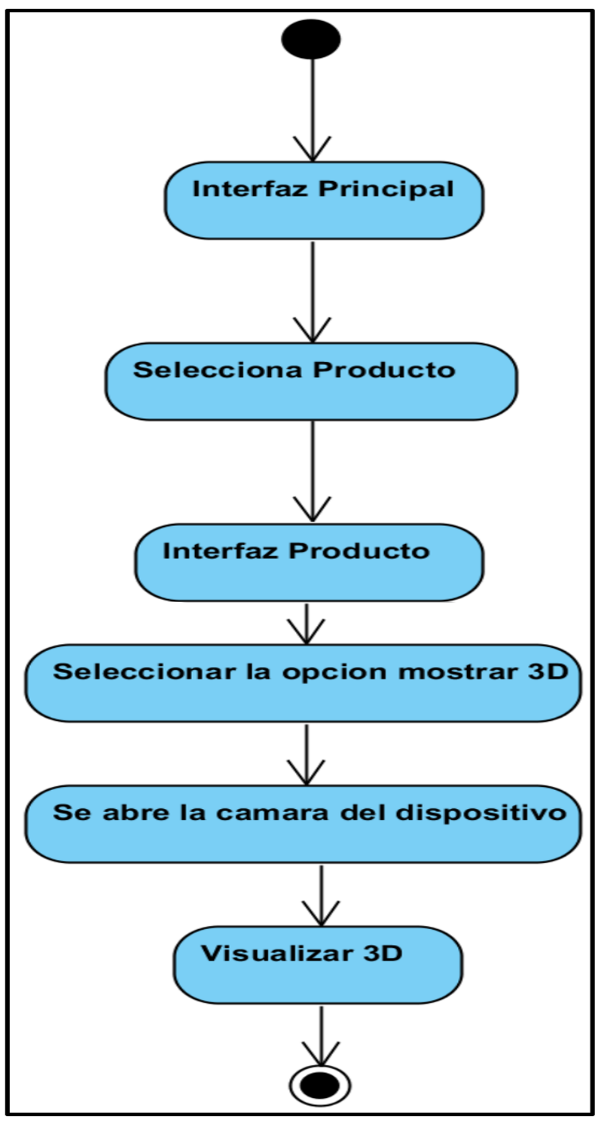 Interfaz Principal
Selecciona Producto
Interfaz Producto
Seleccionar la opcion mostrar 3D
Se abre la camara del dispositivo
Visualizar 3D